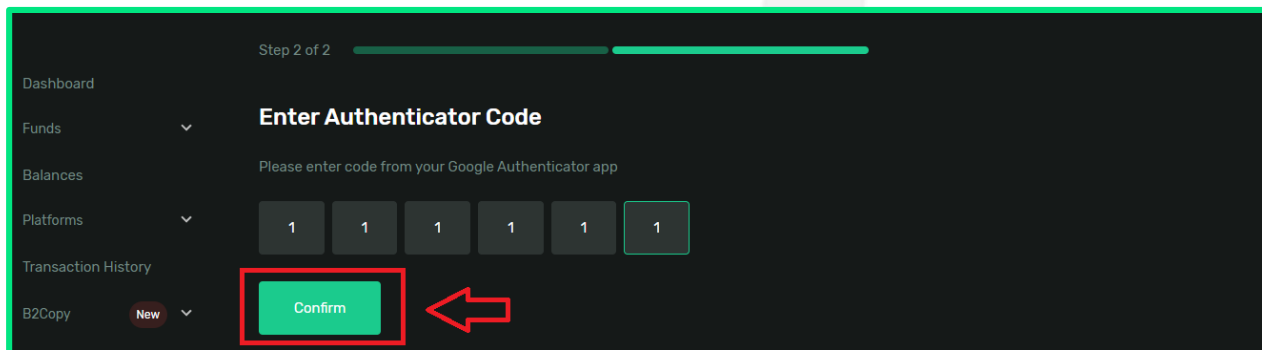 Step 2 of 2
Dashboard
Funds
Balances
Platforms
Transaction History
B2Copy New
Enter Authenticator Code
Please enter code from your Google Authenticator app
1 1 1 1 1 1
Confirm